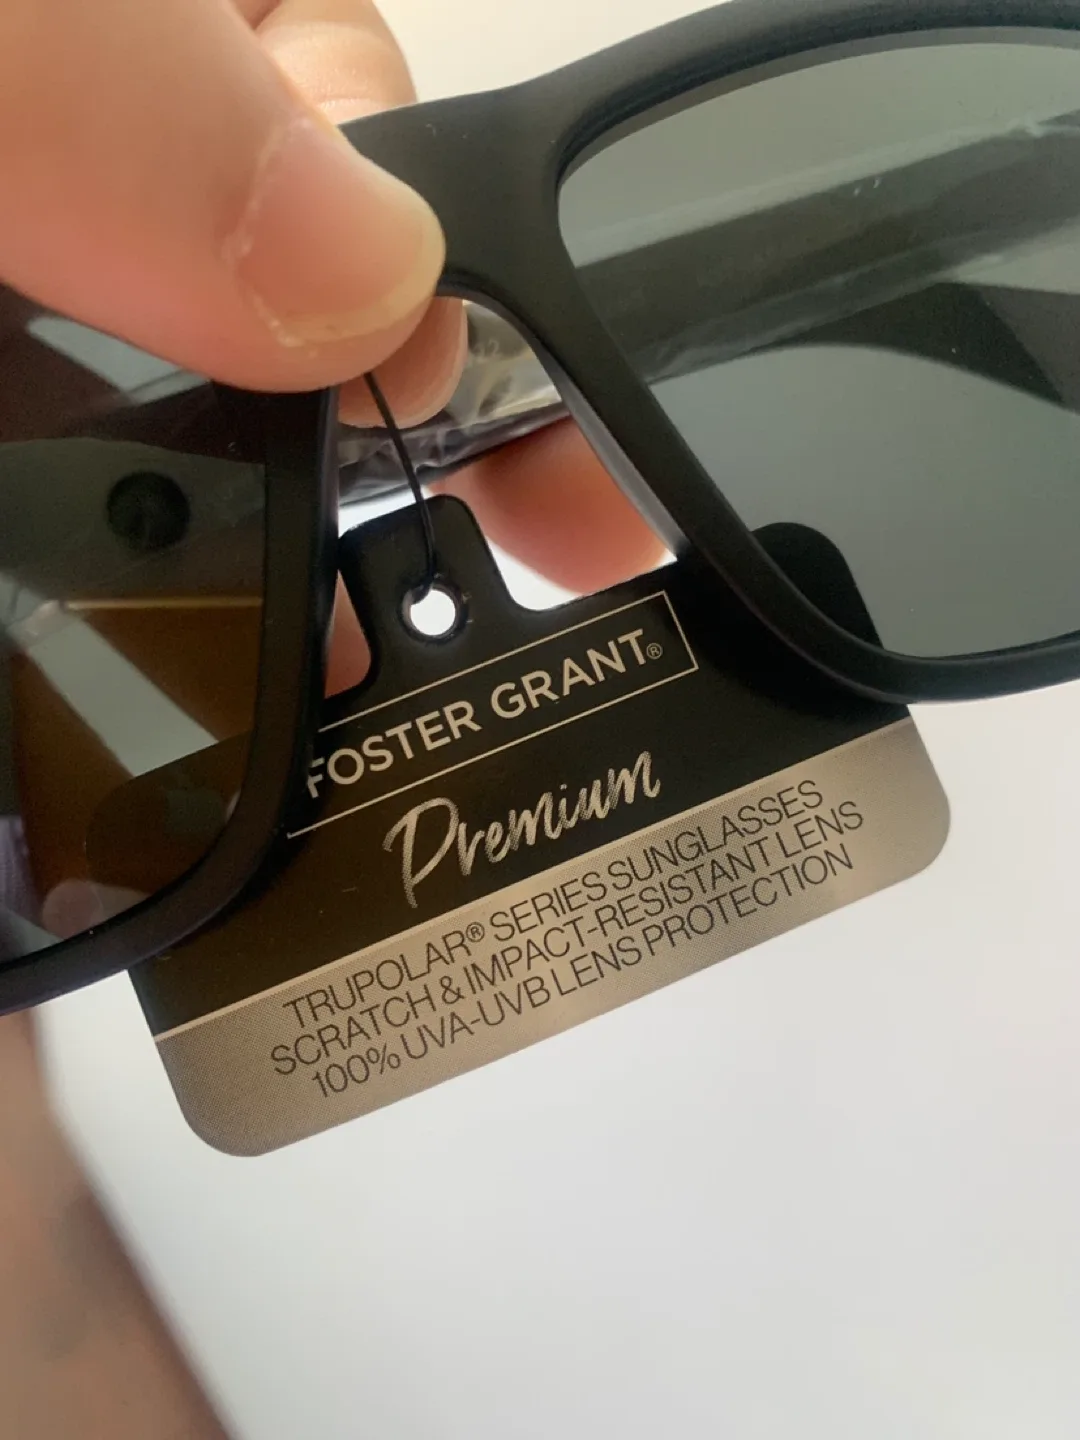 FOSTER GRANT®
Premium
TRUPOLAR® SERIES SUNGLASSES
SCRATCH & IMPACT-RESISTANT LENS
100% UVA-UVB LENS PROTECTION